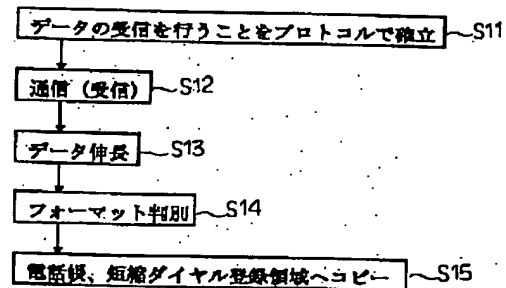 データの受信を行うことをプロトコルで確立 S11
通信（受信） S12
データ伸長 S13
フォーマット判別 S14
電話帳、短縮ダイヤル登録領域へコピー S15